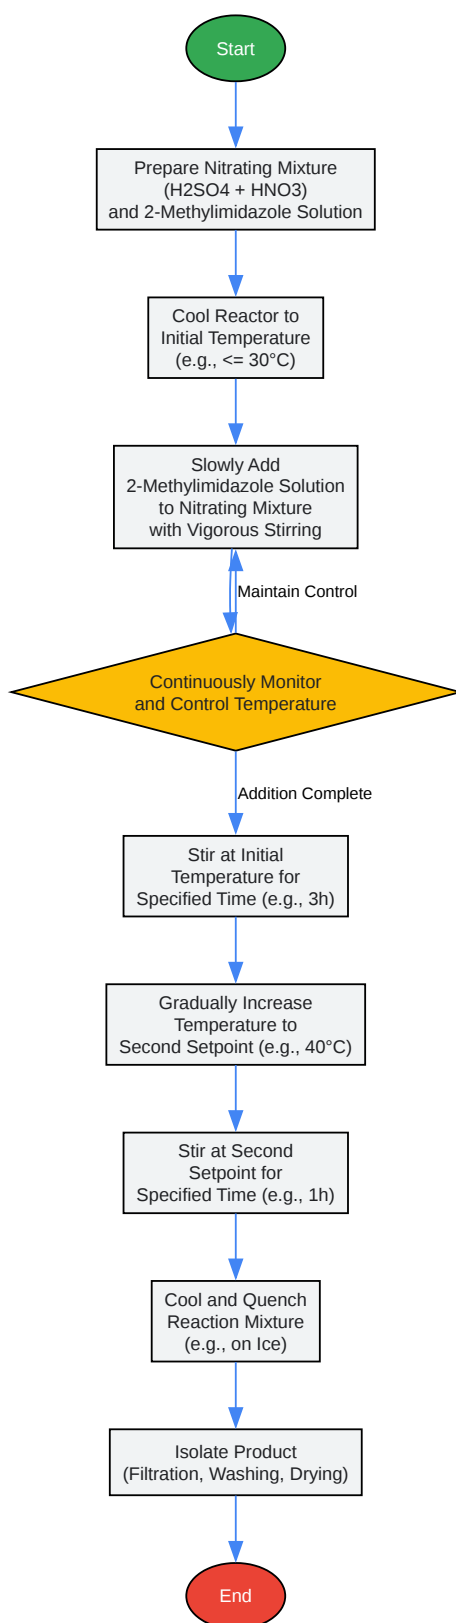 Start
Prepare Nitrating Mixture
(H2SO4 + HNO3)
and 2-Methylimidazole Solution
Cool Reactor to
Initial Temperature
(e.g., <= 30°C)
Slowly Add
2-Methylimidazole Solution
to Nitrating Mixture
with Vigorous Stirring
Maintain Control
Continuously Monitor
and Control Temperature
Addition Complete
Stir at Initial
Temperature for
Specified Time (e.g., 3h)
Gradually Increase
Temperature to
Second Setpoint (e.g., 40°C)
Stir at Second
Setpoint for
Specified Time (e.g., 1h)
Cool and Quench
Reaction Mixture
(e.g., on Ice)
Isolate Product
(Filtration, Washing, Drying)
End